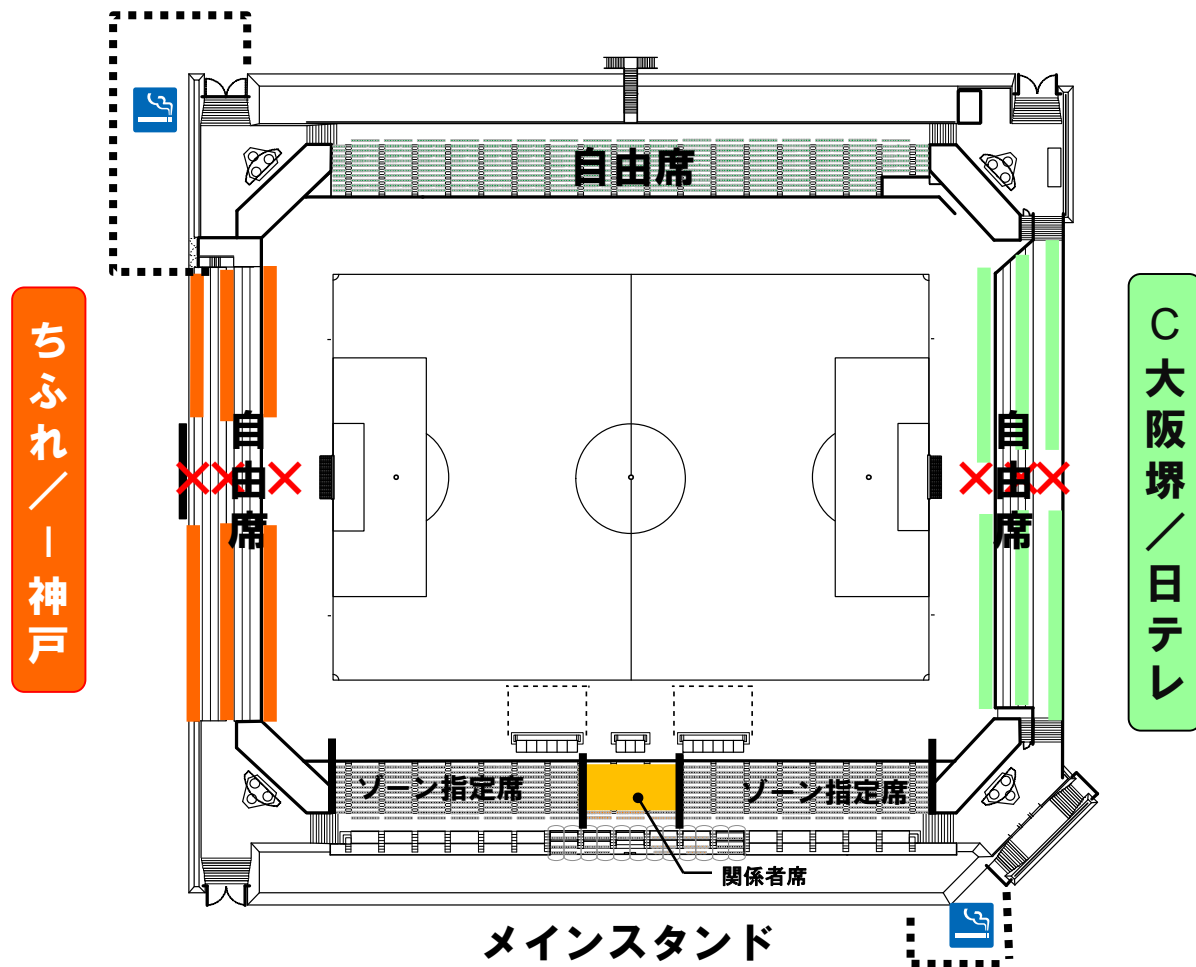 自由席
ちふれ／I神戸
自由席
自由席
C大阪堺／日テレ
ゾーン指定席
ゾーン指定席
関係者席
メインスタンド